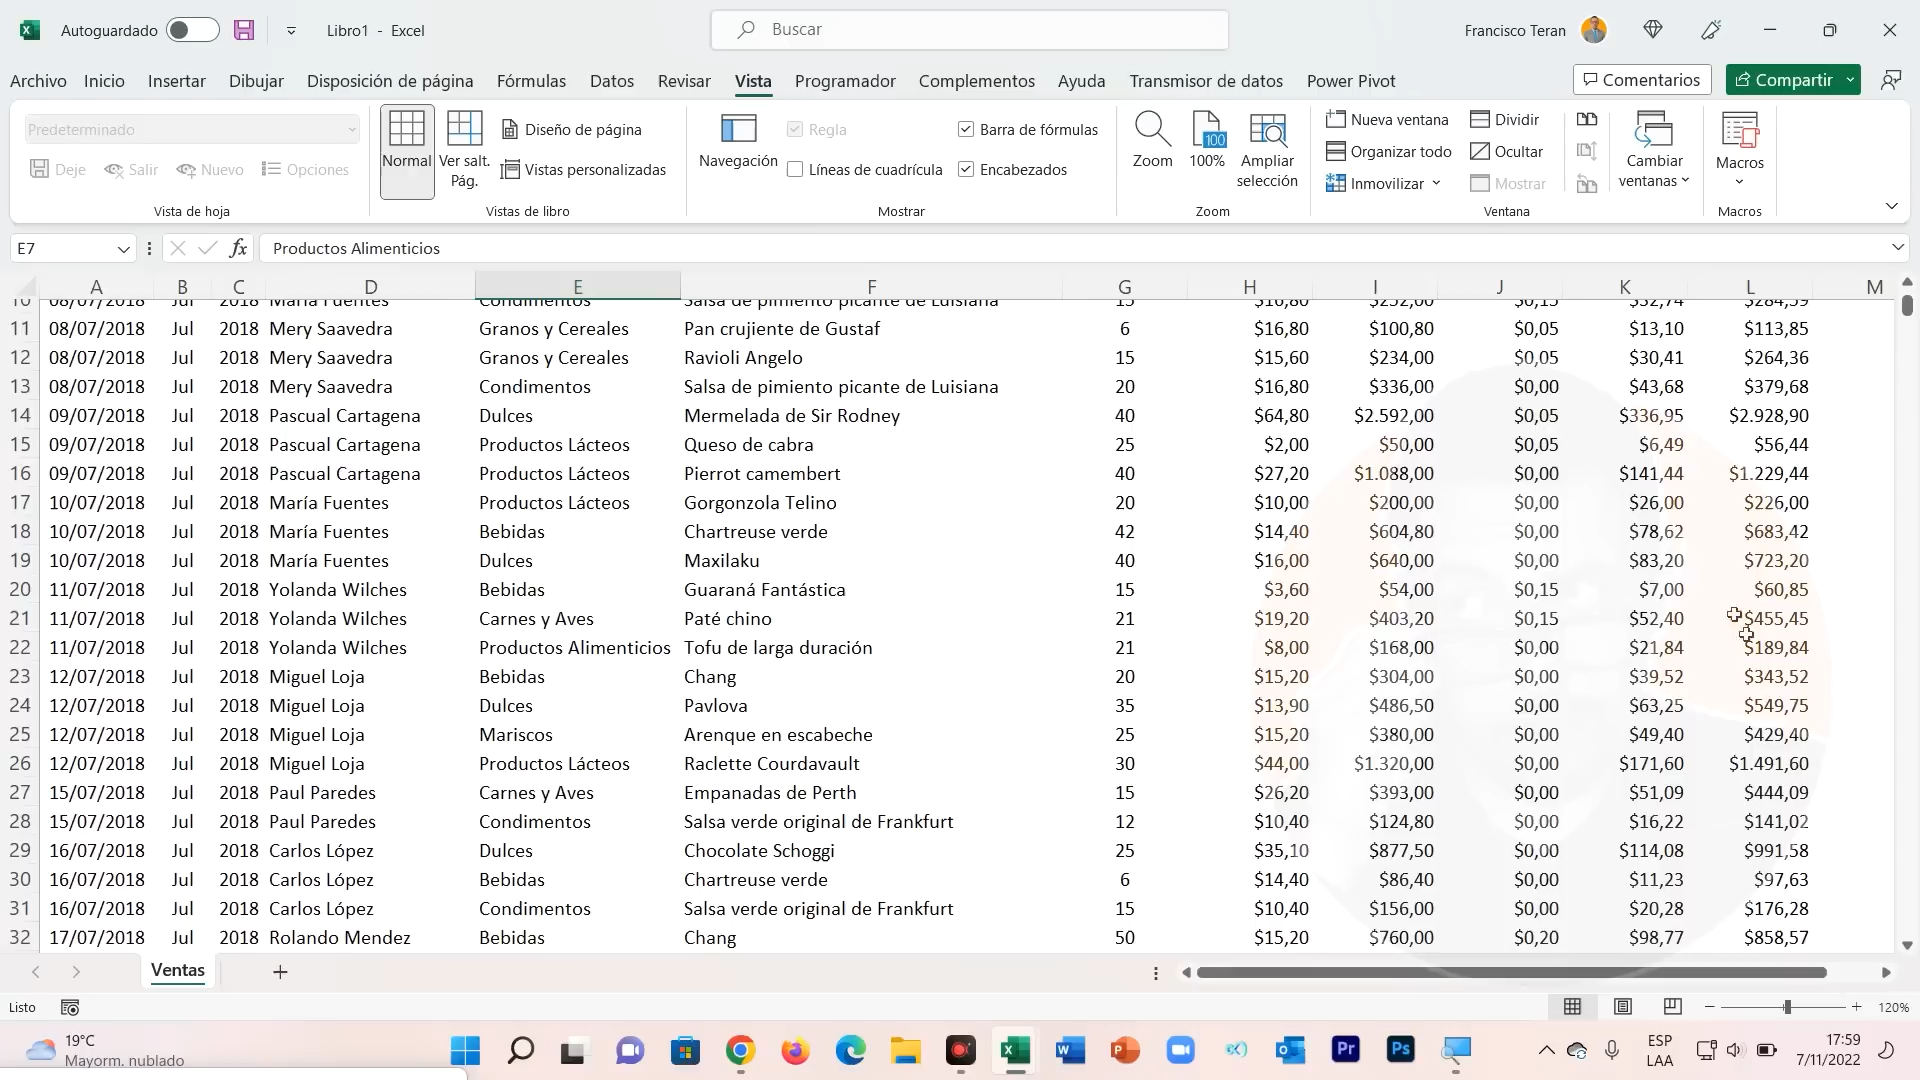 Autoguardado Libro1 - Excel Buscar Francisco Teran
Archivo Inicio Insertar Dibujar Disposición de página Fórmulas Datos Revisar Vista Programador Complementos Ayuda Transmisor de datos Power Pivot Comentarios Compartir
Predeterminado
Deje Salir Nuevo Opciones
Vista de hoja
Normal
Ver salt.
Pág.
Diseño de página
Vistas personalizadas
Vistas de libro
Navegación
Regla
Barra de fórmulas
Líneas de cuadrícula
Encabezados
Mostrar
Zoom
100
100%
Ampliar
selección
Zoom
Nueva ventana
Organizar todo
Inmovilizar
Dividir
Ocultar
Mostrar
Cambiar
ventanas
Ventana
Macros
Macros
E7 fx Productos Alimenticios
A B C D E F G H I J K L M
10 08/07/2018 Jul 2018 María Fuentes Condimentos Salsa de pimiento picante de Luisiana 15 $16,80 $252,00 $0,15 $32,74 $284,59
11 08/07/2018 Jul 2018 Mery Saavedra Granos y Cereales Pan crujiente de Gustaf 6 $16,80 $100,80 $0,05 $13,10 $113,85
12 08/07/2018 Jul 2018 Mery Saavedra Granos y Cereales Ravioli Angelo 15 $15,60 $234,00 $0,05 $30,41 $264,36
13 08/07/2018 Jul 2018 Mery Saavedra Condimentos Salsa de pimiento picante de Luisiana 20 $16,80 $336,00 $0,00 $43,68 $379,68
14 09/07/2018 Jul 2018 Pascual Cartagena Dulces Mermelada de Sir Rodney 40 $64,80 $2.592,00 $0,05 $336,95 $2.928,90
15 09/07/2018 Jul 2018 Pascual Cartagena Productos Lácteos Queso de cabra 25 $2,00 $50,00 $0,05 $6,49 $56,44
16 09/07/2018 Jul 2018 Pascual Cartagena Productos Lácteos Pierrot camembert 40 $27,20 $1.088,00 $0,00 $141,44 $1.229,44
17 10/07/2018 Jul 2018 María Fuentes Productos Lácteos Gorgonzola Telino 20 $10,00 $200,00 $0,00 $26,00 $226,00
18 10/07/2018 Jul 2018 María Fuentes Bebidas Chartreuse verde 42 $14,40 $604,80 $0,00 $78,62 $683,42
19 10/07/2018 Jul 2018 María Fuentes Dulces Maxilaku 40 $16,00 $640,00 $0,00 $83,20 $723,20
20 11/07/2018 Jul 2018 Yolanda Wilches Bebidas Guaraná Fantástica 15 $3,60 $54,00 $0,15 $7,00 $60,85
21 11/07/2018 Jul 2018 Yolanda Wilches Carnes y Aves Paté chino 21 $19,20 $403,20 $0,15 $52,40 $455,45
22 11/07/2018 Jul 2018 Yolanda Wilches Productos Alimenticios Tofu de larga duración 21 $8,00 $168,00 $0,00 $21,84 $189,84
23 12/07/2018 Jul 2018 Miguel Loja Bebidas Chang 20 $15,20 $304,00 $0,00 $39,52 $343,52
24 12/07/2018 Jul 2018 Miguel Loja Dulces Pavlova 35 $13,90 $486,50 $0,00 $63,25 $549,75
25 12/07/2018 Jul 2018 Miguel Loja Mariscos Arenque en escabeche 25 $15,20 $380,00 $0,00 $49,40 $429,40
26 12/07/2018 Jul 2018 Miguel Loja Productos Lácteos Raclette Courdavault 30 $44,00 $1.320,00 $0,00 $171,60 $1.491,60
27 15/07/2018 Jul 2018 Paul Paredes Carnes y Aves Empanadas de Perth 15 $26,20 $393,00 $0,00 $51,09 $444,09
28 15/07/2018 Jul 2018 Paul Paredes Condimentos Salsa verde original de Frankfurt 12 $10,40 $124,80 $0,00 $16,22 $141,02
29 16/07/2018 Jul 2018 Carlos López Dulces Chocolate Schoggi 25 $35,10 $877,50 $0,00 $114,08 $991,58
30 16/07/2018 Jul 2018 Carlos López Bebidas Chartreuse verde 6 $14,40 $86,40 $0,00 $11,23 $97,63
31 16/07/2018 Jul 2018 Carlos López Condimentos Salsa verde original de Frankfurt 15 $10,40 $156,00 $0,00 $20,28 $176,28
32 17/07/2018 Jul 2018 Rolando Mendez Bebidas Chang 50 $15,20 $760,00 $0,20 $98,77 $858,57
Ventas
Listo 120%
19°C
Mayorm. nublado
W P Pr Ps
ESP
LAA
17:59
7/11/2022